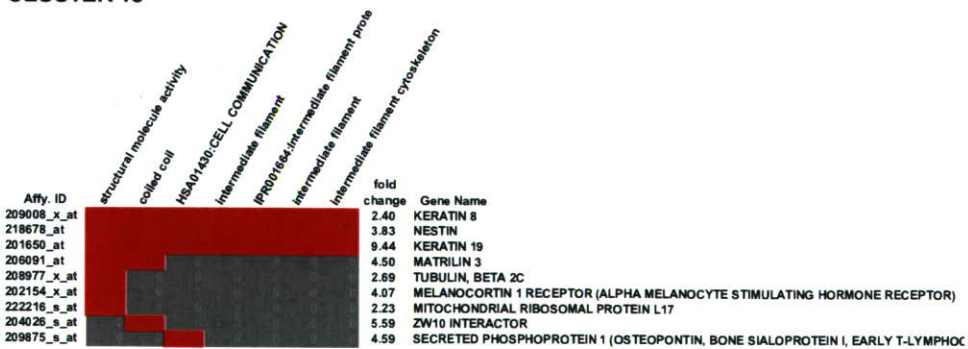 structural molecule activity
coiled coil
HSA01430:CELL COMMUNICATION
intermediate filament
IPR001664:Intermediate filament prote
intermediate filament
intermediate filament cytoskeleton
Affy. ID fold change Gene Name
209008_x_at 2.40 KERATIN 8
218678_at 3.83 NESTIN
201650_at 9.44 KERATIN 19
206091_at 4.50 MATRILIN 3
208977_x_at 2.69 TUBULIN, BETA 2C
202154_x_at 4.07 MELANOCORTIN 1 RECEPTOR (ALPHA MELANOCYTE STIMULATING HORMONE RECEPTOR)
222216_s_at 2.23 MITOCHONDRIAL RIBOSOMAL PROTEIN L17
204026_s_at 5.59 ZW10 INTERACTOR
209875_s_at 4.59 SECRETED PHOSPHOPROTEIN 1 (OSTEOPONTIN, BONE SIALOPROTEIN I, EARLY T-LYMPHOC